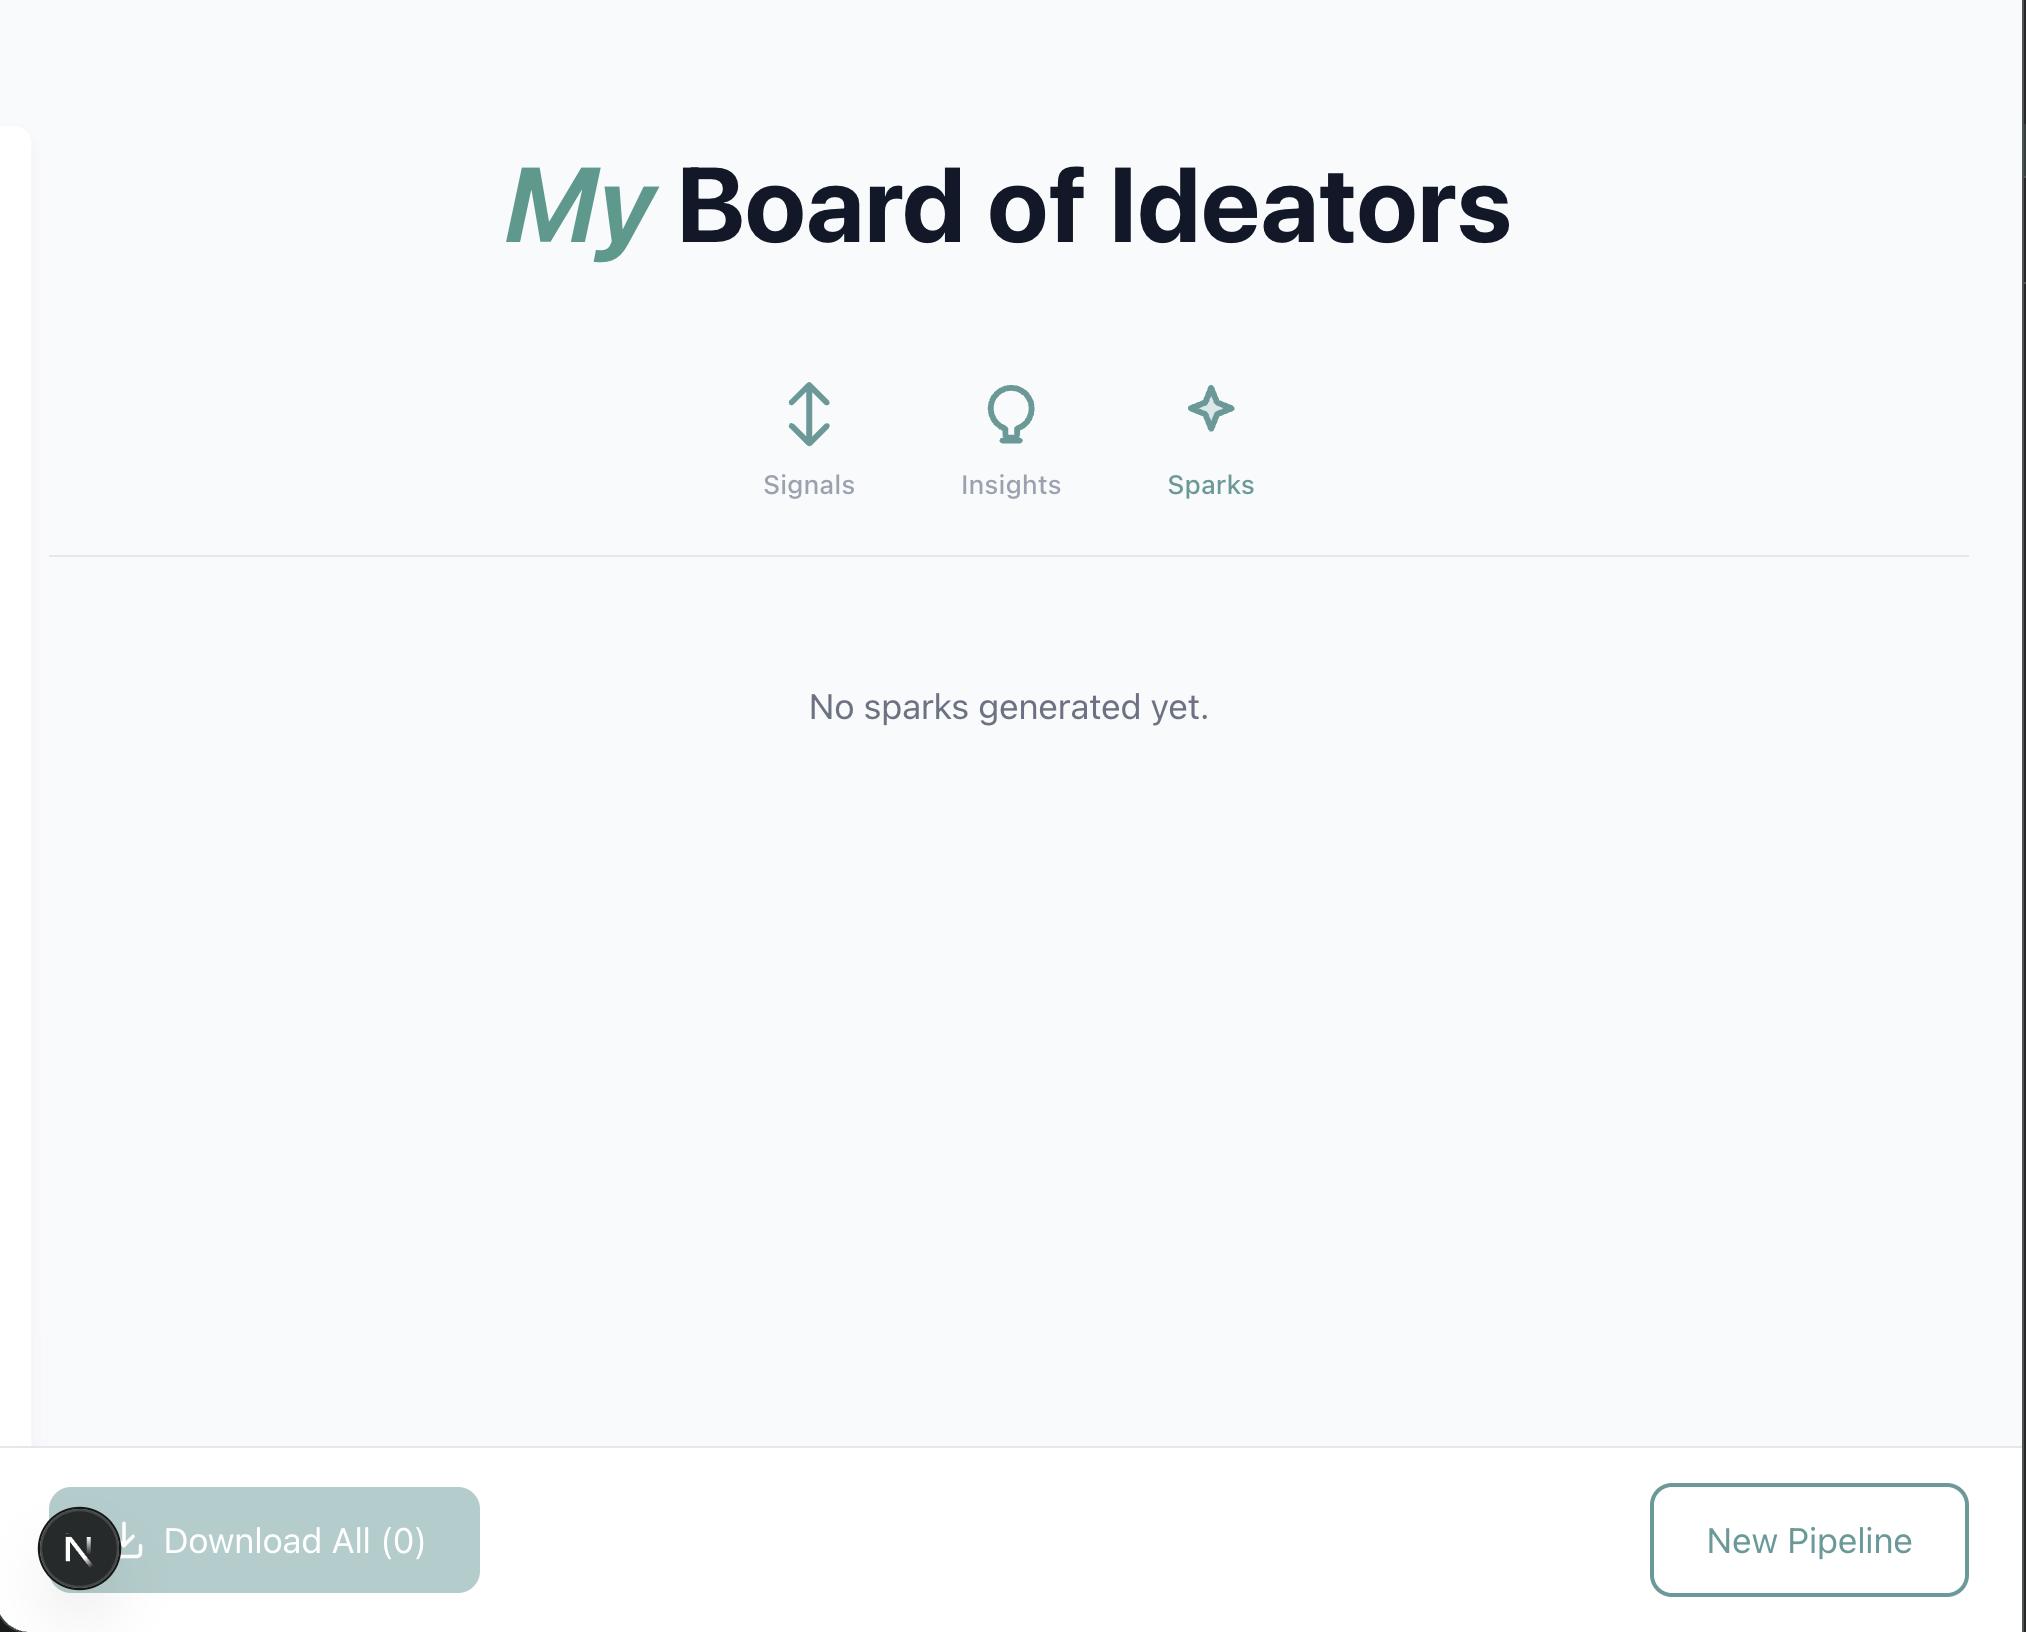 My Board of Ideators
Signals
Insights
Sparks
No sparks generated yet.
N
Download All (0)
New Pipeline